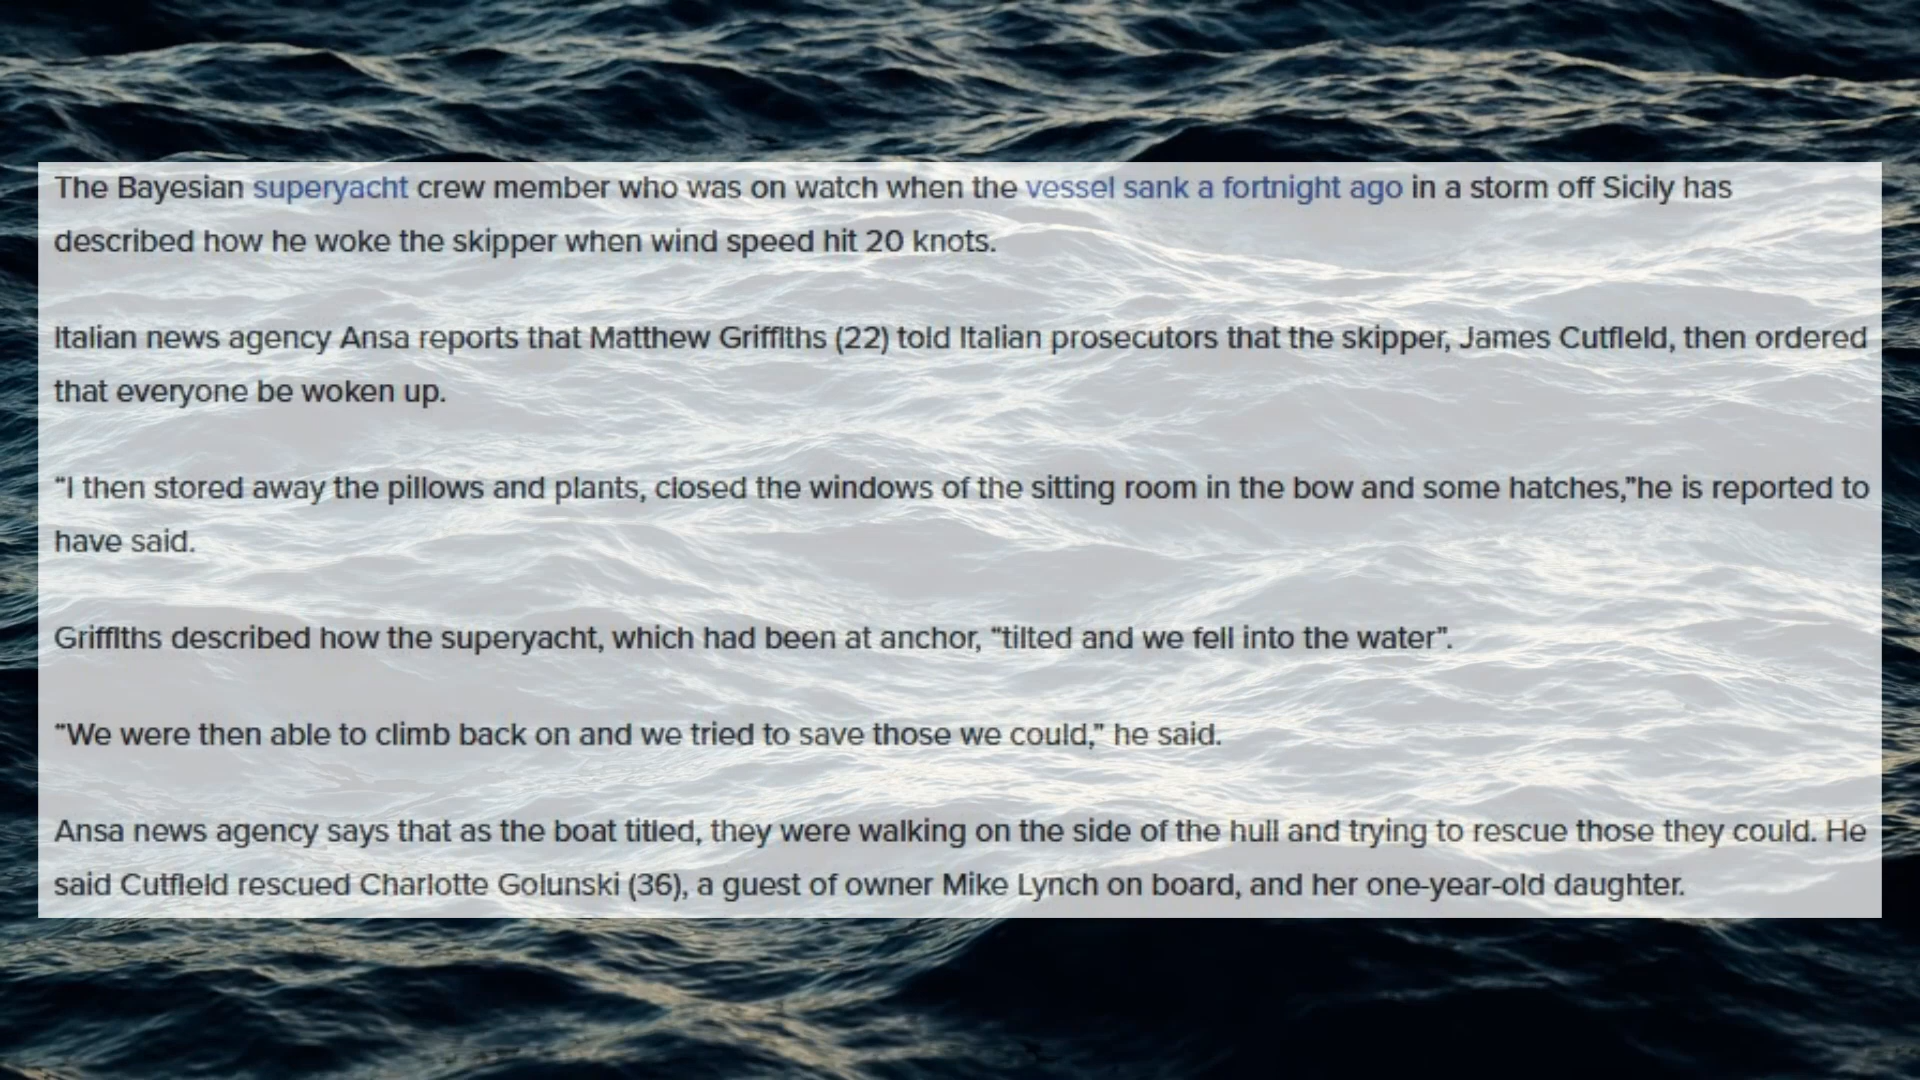 The Bayesian superyacht crew member who was on watch when the vessel sank a fortnight ago in a storm off Sicily has
described how he woke the skipper when wind speed hit 20 knots.
Italian news agency Ansa reports that Matthew Griffiths (22) told Italian prosecutors that the skipper, James Cutfield, then ordered
that everyone be woken up.
“I then stored away the pillows and plants, closed the windows of the sitting room in the bow and some hatches,”he is reported to
have said.
Griffiths described how the superyacht, which had been at anchor, “tilted and we fell into the water”.
“We were then able to climb back on and we tried to save those we could,” he said.
Ansa news agency says that as the boat titled, they were walking on the side of the hull and trying to rescue those they could. He
said Cutfield rescued Charlotte Golunski (36), a guest of owner Mike Lynch on board, and her one-year-old daughter.